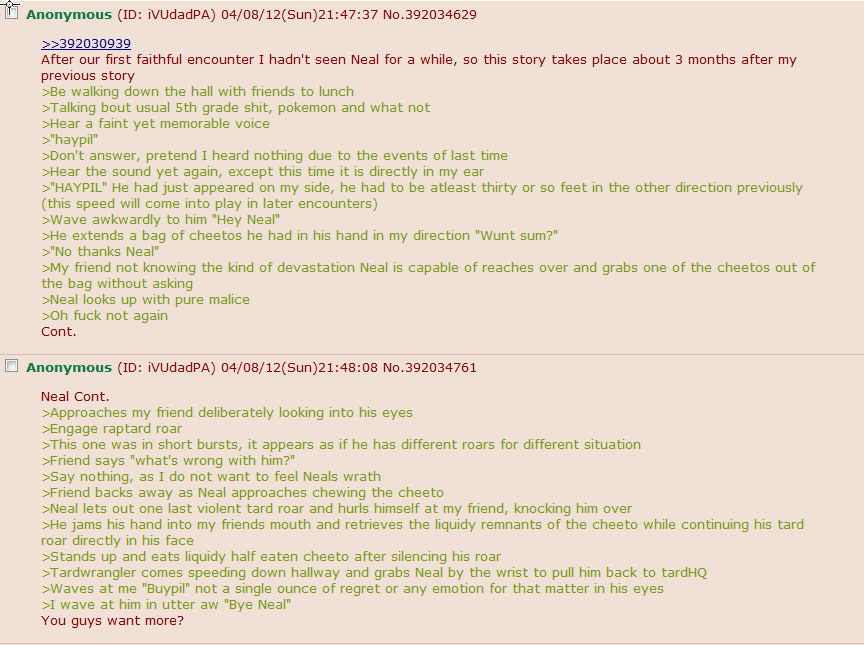 Anonymous (ID: iVUdadPA) 04/08/12(Sun)21:47:37 No.392034629
>>392030939
After our first faithful encounter I hadn't seen Neal for a while, so this story takes place about 3 months after my
previous story
>Be walking down the hall with friends to lunch
>Talking bout usual 5th grade shit, pokemon and what not
>Hear a faint yet memorable voice
>"haypil"
>Don't answer, pretend I heard nothing due to the events of last time
>Hear the sound yet again, except this time it is directly in my ear
>"HAYPIL" He had just appeared on my side, he had to be atleast thirty or so feet in the other direction previously
(this speed will come into play in later encounters)
>Wave awkwardly to him "Hey Neal"
>He extends a bag of cheetos he had in his hand in my direction "Wunt sum?"
>"No thanks Neal"
>My friend not knowing the kind of devastation Neal is capable of reaches over and grabs one of the cheetos out of
the bag without asking
>Neal looks up with pure malice
>Oh fuck not again
Cont.
Anonymous (ID: iVUdadPA) 04/08/12(Sun)21:48:08 No.392034761
Neal Cont.
>Approaches my friend deliberately looking into his eyes
>Engage raptard roar
>This one was in short bursts, it appears as if he has different roars for different situation
>Friend says "what's wrong with him?"
>Say nothing, as I do not want to feel Neals wrath
>Friend backs away as Neal approaches chewing the cheeto
>Neal lets out one last violent tard roar and hurls himself at my friend, knocking him over
>He jams his hand into my friends mouth and retrieves the liquidy remnants of the cheeto while continuing his tard
roar directly in his face
>Stands up and eats liquidy half eaten cheeto after silencing his roar
>Tardwrangler comes speeding down hallway and grabs Neal by the wrist to pull him back to tardHQ
>Waves at me "Buypil" not a single ounce of regret or any emotion for that matter in his eyes
>I wave at him in utter aw "Bye Neal"
You guys want more?